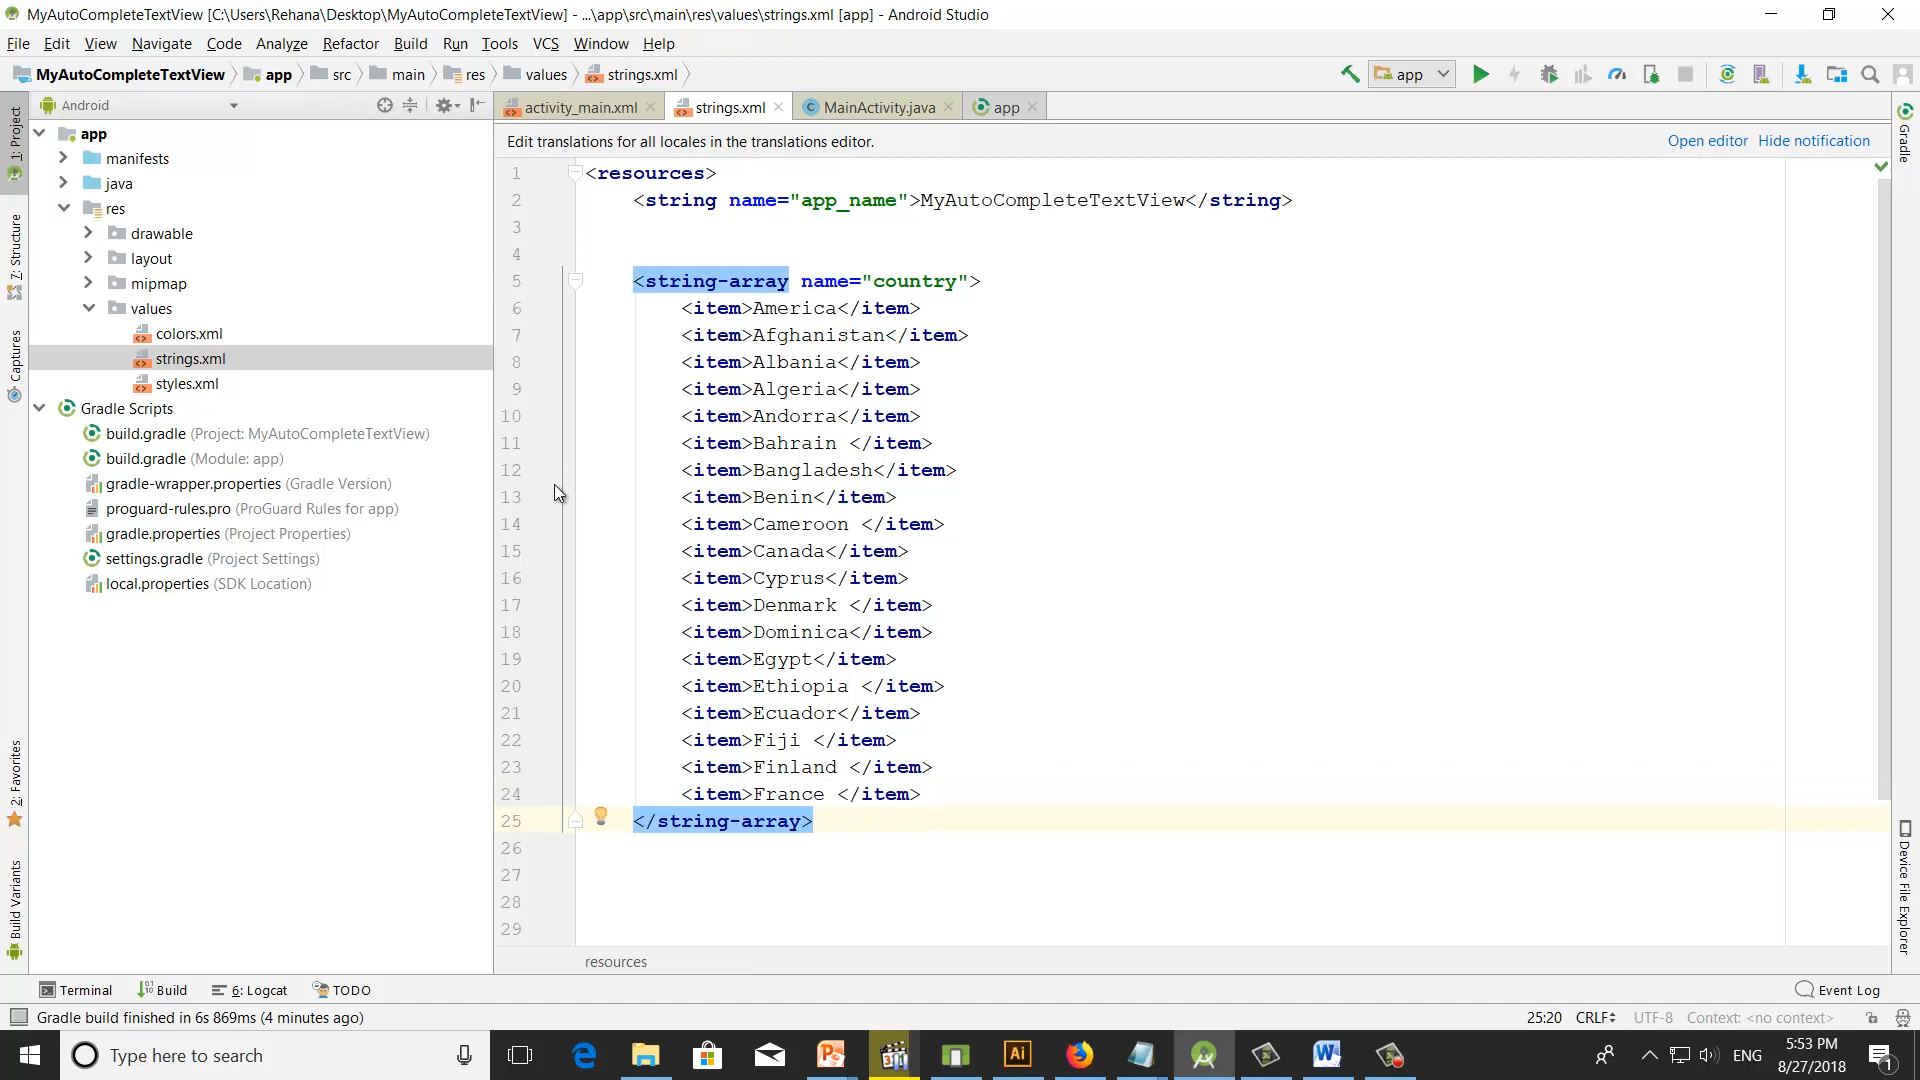 MyAutoCompleteTextView [C:\Users\Rehana\Desktop\MyAutoCompleteTextView] - ...\app\src\main\res\values\strings.xml [app] - Android Studio
File Edit View Navigate Code Analyze Refactor Build Run Tools VCS Window Help
MyAutoCompleteTextView app src main res values strings.xml app
Android
activity_main.xml strings.xml MainActivity.java app
Edit translations for all locales in the translations editor. Open editor Hide notification
1: Project
7: Structure
Captures
2: Favorites
Build Variants
app
manifests
java
res
drawable
layout
mipmap
values
colors.xml
strings.xml
styles.xml
Gradle Scripts
build.gradle (Project: MyAutoCompleteTextView)
build.gradle (Module: app)
gradle-wrapper.properties (Gradle Version)
proguard-rules.pro (ProGuard Rules for app)
gradle.properties (Project Properties)
settings.gradle (Project Settings)
local.properties (SDK Location)
1 <resources>
2 <string name="app_name">MyAutoCompleteTextView</string>
3
4
5 <string-array name="country">
6 <item>America</item>
7 <item>Afghanistan</item>
8 <item>Albania</item>
9 <item>Algeria</item>
10 <item>Andorra</item>
11 <item>Bahrain </item>
12 <item>Bangladesh</item>
13 <item>Benin</item>
14 <item>Cameroon </item>
15 <item>Canada</item>
16 <item>Cyprus</item>
17 <item>Denmark </item>
18 <item>Dominica</item>
19 <item>Egypt</item>
20 <item>Ethiopia </item>
21 <item>Ecuador</item>
22 <item>Fiji </item>
23 <item>Finland </item>
24 <item>France </item>
25 </string-array>
26
27
28
29
resources
Gradle
Device File Explorer
Terminal Build 6: Logcat TODO Event Log
Gradle build finished in 6s 869ms (4 minutes ago) 25:20 CRLF UTF-8 Context: <no context>
Type here to search ENG 5:53 PM
8/27/2018 1